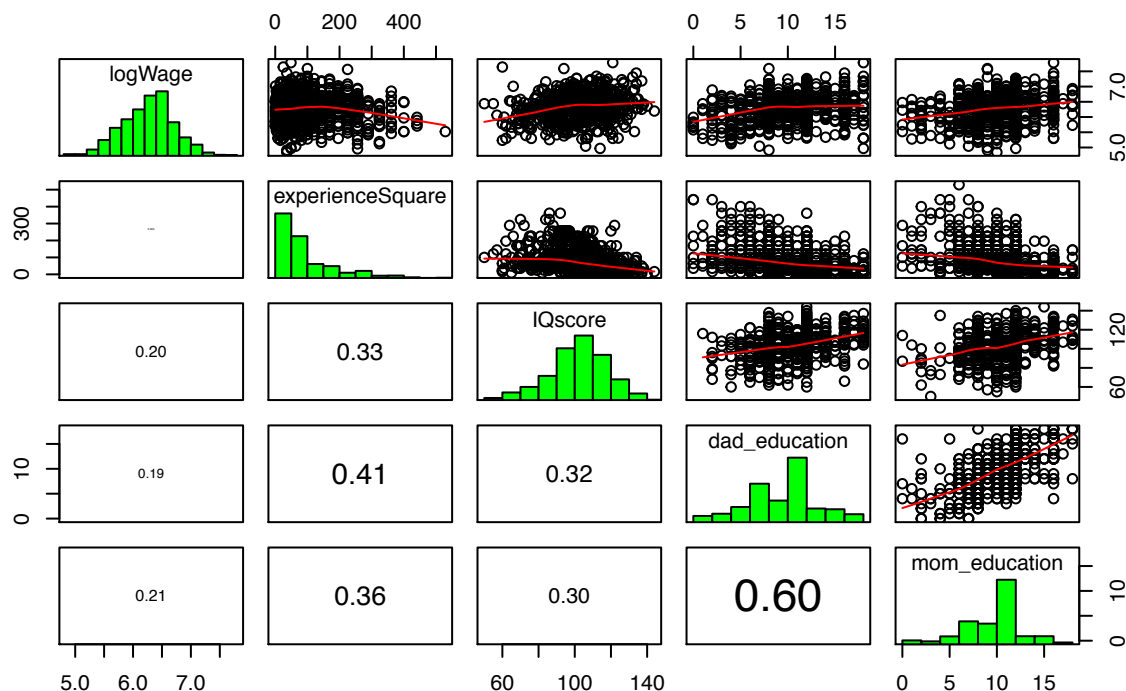 0 200 400 0 5 10 15
logWage
5.0 7.0
experienceSquare
0 300
0.20 0.33 IQscore
60 120
0.19 0.41 0.32 dad_education
0 10
0.21 0.36 0.30 0.60 mom_education
0 10
5.0 6.0 7.0 60 100 140 0 5 10 15